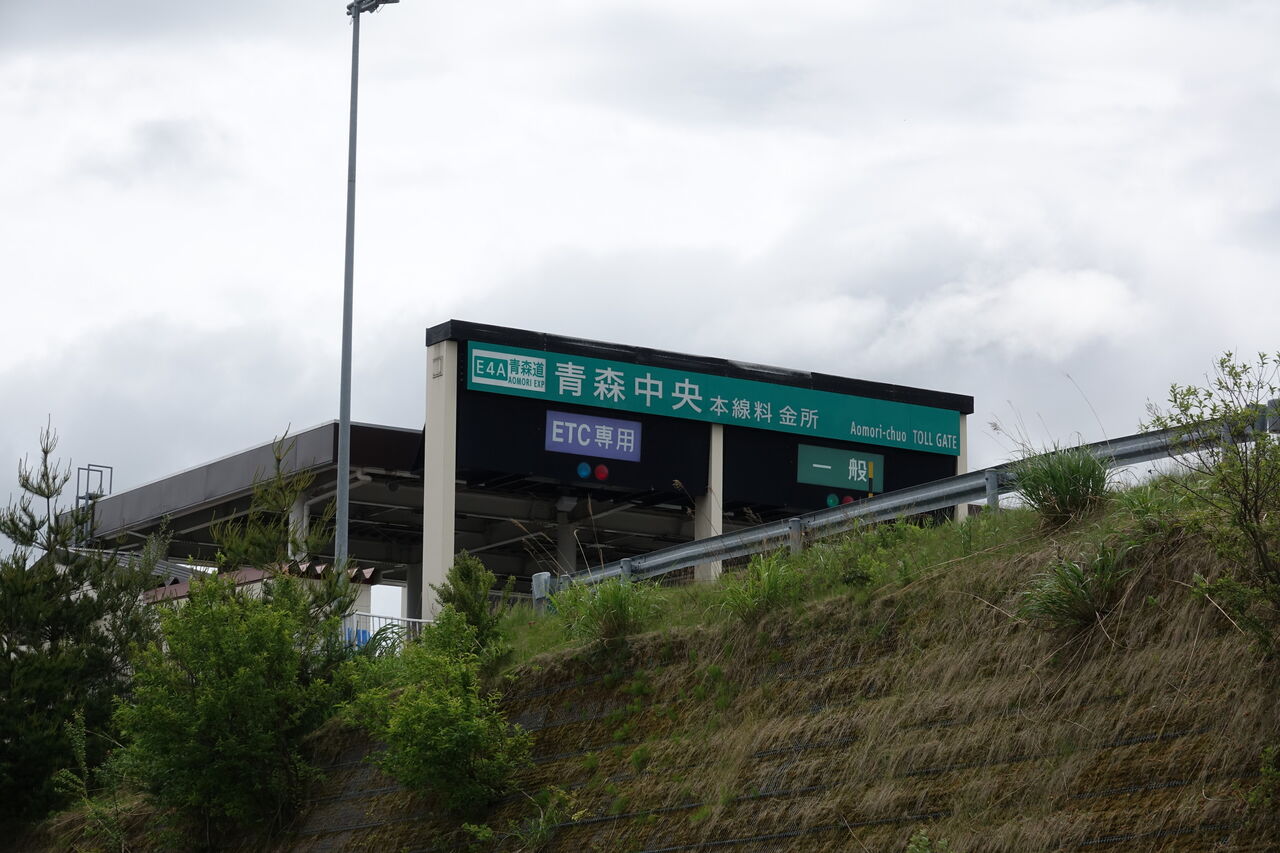 E4A 青森道
AOMORI EXP
青森中央 本線料金所 Aomori-chuo TOLL GATE
ETC専用
一般